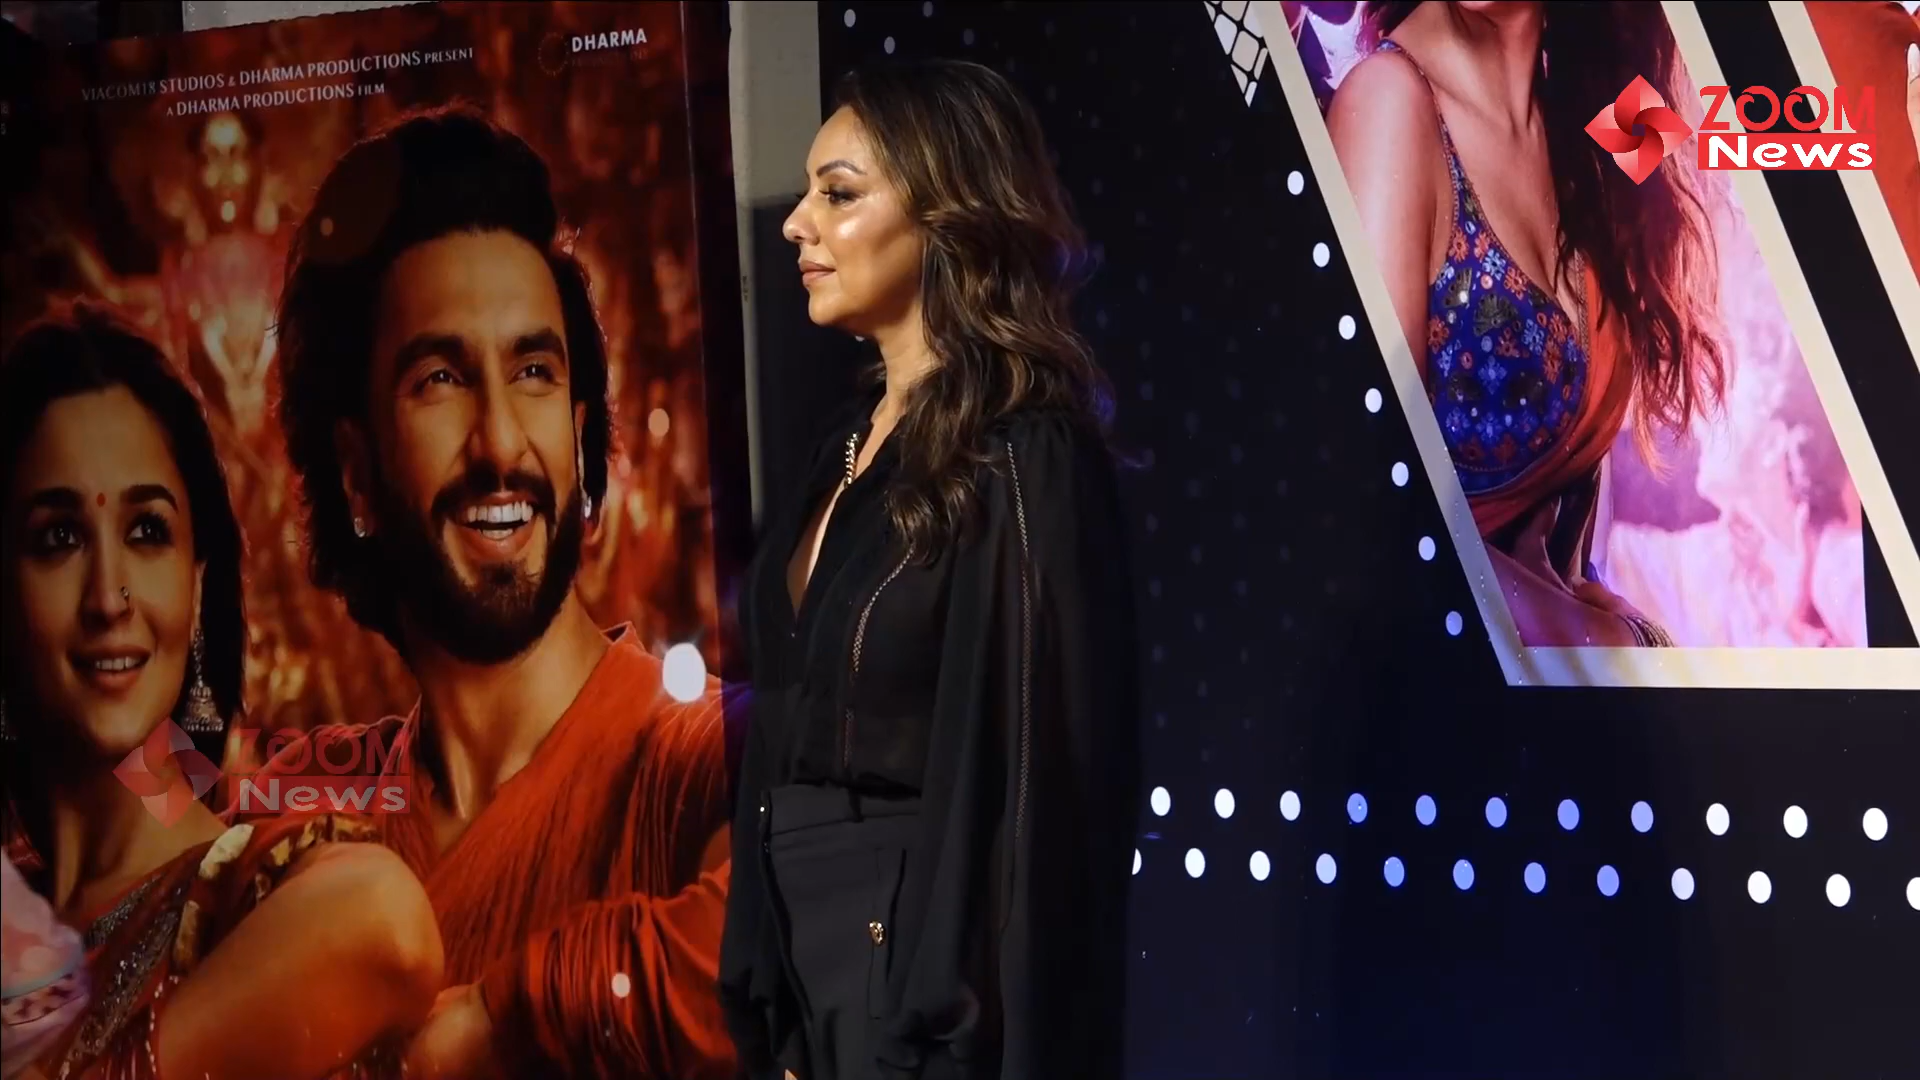 VIACOM18 STUDIOS & DHARMA PRODUCTIONS PRESENT
A DHARMA PRODUCTIONS FILM
DHARMA
ZOOM
News
ZOOM
News